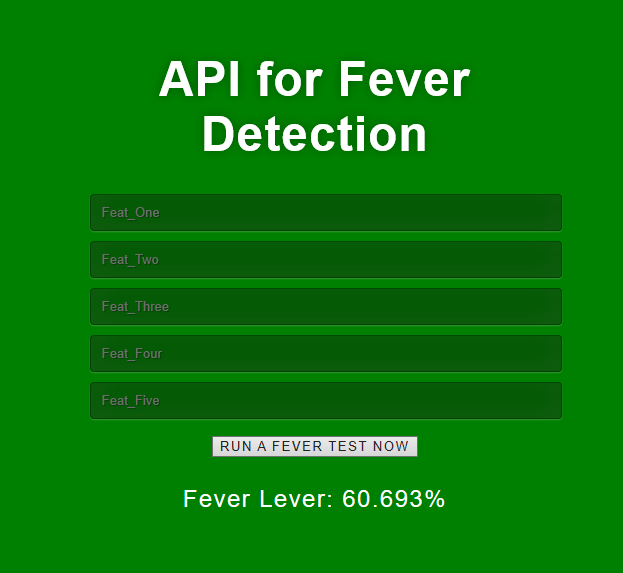 API for Fever
Detection
Feat_One
Feat_Two
Feat_Three
Feat_Four
Feat_Five
RUN A FEVER TEST NOW
Fever Lever: 60.693%